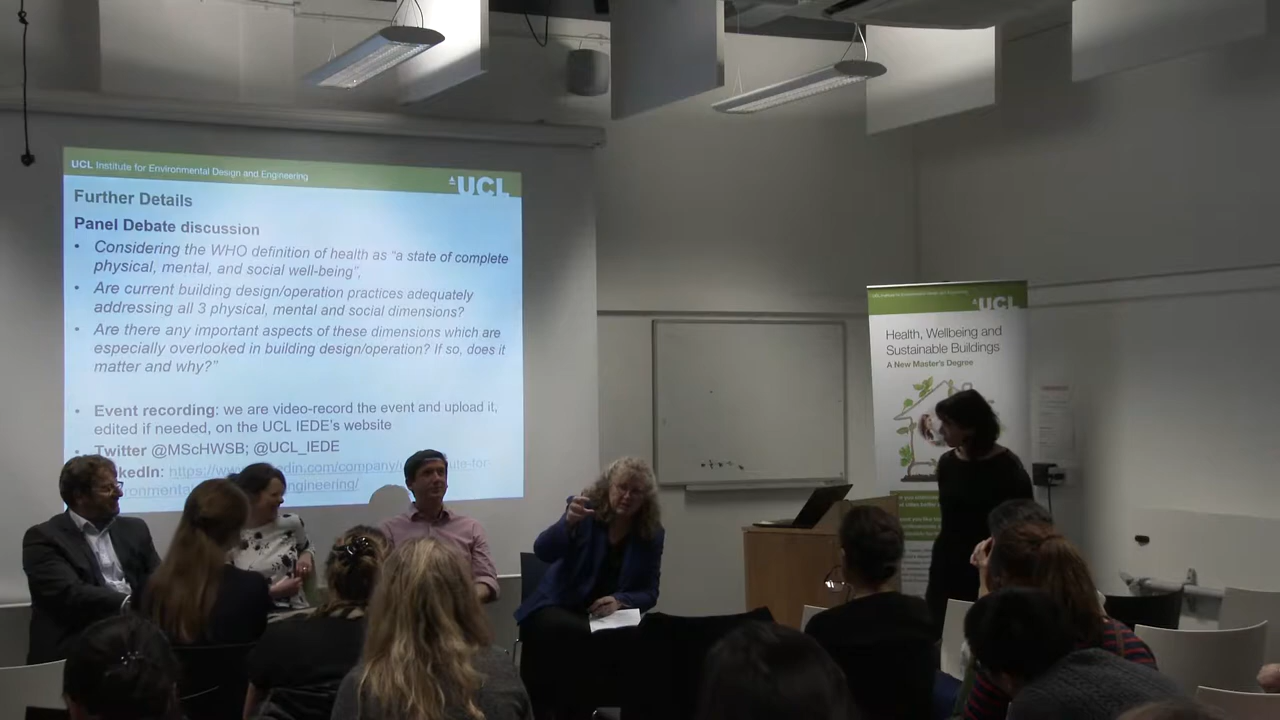 UCL Institute for Environmental Design and Engineering
UCL
Further Details
Panel Debate discussion
• Considering the WHO definition of health as “a state of complete
physical, mental, and social well-being”,
• Are current building design/operation practices adequately
addressing all 3 physical, mental and social dimensions?
• Are there any important aspects of these dimensions which are
especially overlooked in building design/operation? If so, does it
matter and why?”
• Event recording: we are video-record the event and upload it,
edited if needed, on the UCL IEDE's website
• Twitter @MScHWSB; @UCL_IEDE
https://www
engineering/
UCL
Health, Wellbeing and
Sustainable Buildings
A New Master's Degree